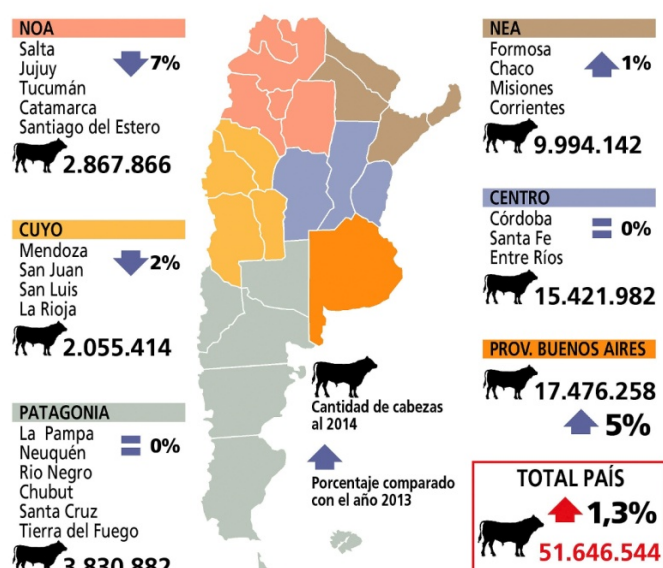 NOA
Salta
Jujuy
Tucumán
Catamarca
Santiago del Estero
7%
2.867.866
CUYO
Mendoza
San Juan
San Luis
La Rioja
2%
2.055.414
PATAGONIA
La Pampa
Neuquén
Rio Negro
Chubut
Santa Cruz
Tierra del Fuego
0%
3.830.882
Cantidad de cabezas
al 2014
Porcentaje comparado
con el año 2013
NEA
Formosa
Chaco
Misiones
Corrientes
1%
9.994.142
CENTRO
Córdoba
Santa Fe
Entre Ríos
0%
15.421.982
PROV. BUENOS AIRES
17.476.258
5%
TOTAL PAÍS
1,3%
51.646.544